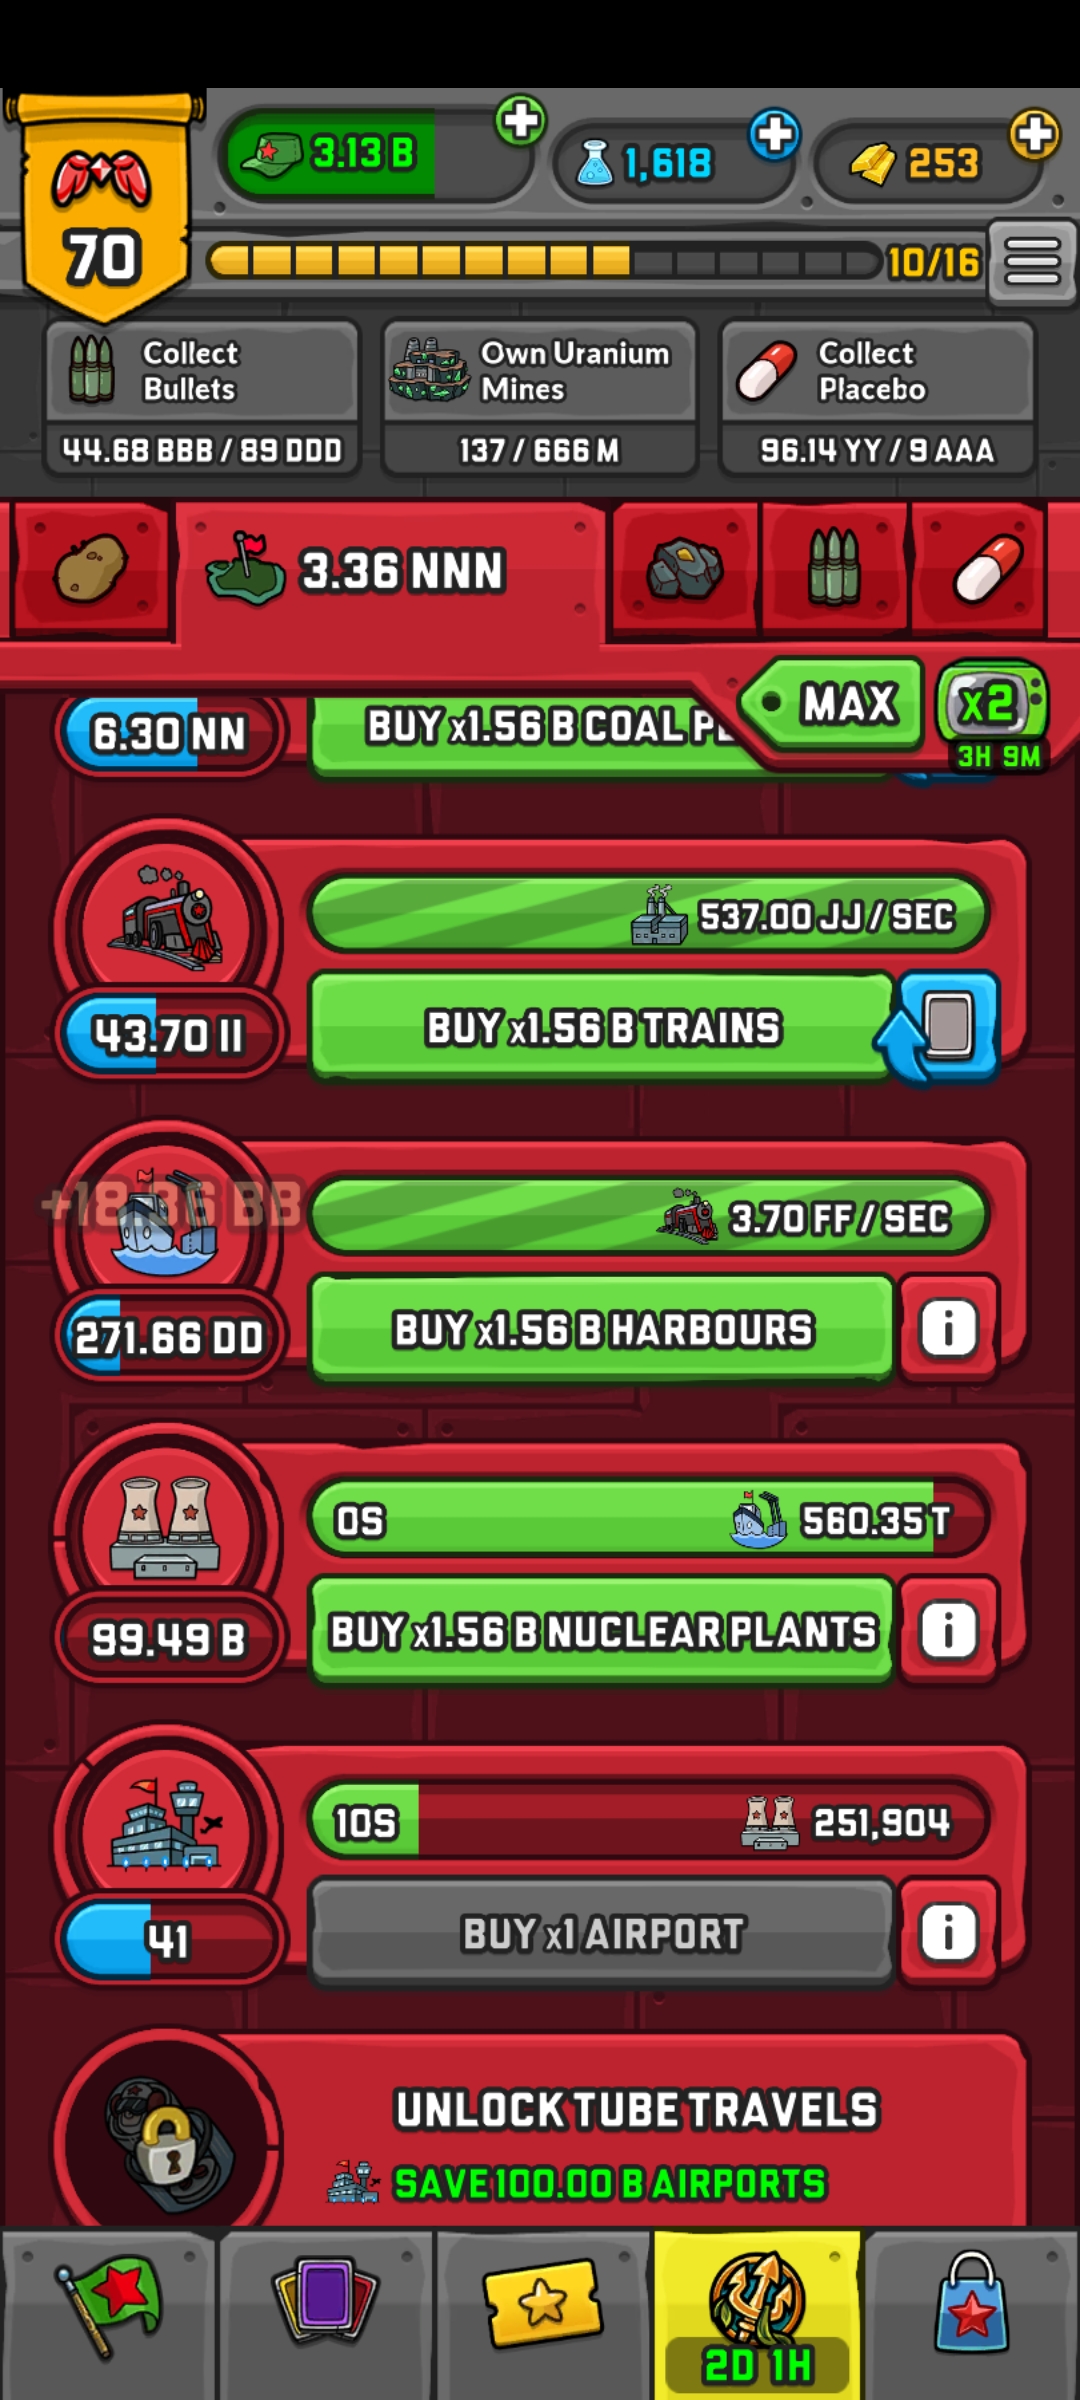 3.13 B
1,618
253
70
10/16
Collect
Bullets
44.68 BBB / 89 DDD
Own Uranium
Mines
137 / 666 M
Collect
Placebo
96.14 YY / 9 AAA
3.36 NNN
MAX
x2
3H 9M
6.30 NN
BUY x1.56 B COAL
537.00 JJ / SEC
43.70 II
BUY x1.56 B TRAINS
+18.36 BB
3.70 FF / SEC
271.66 DD
BUY x1.56 B HARBOURS
0S
560.35 T
99.49 B
BUY x1.56 B NUCLEAR PLANTS
10S
251,904
41
BUY x1 AIRPORT
UNLOCK TUBE TRAVELS
SAVE 100.00 B AIRPORTS
2D 1H